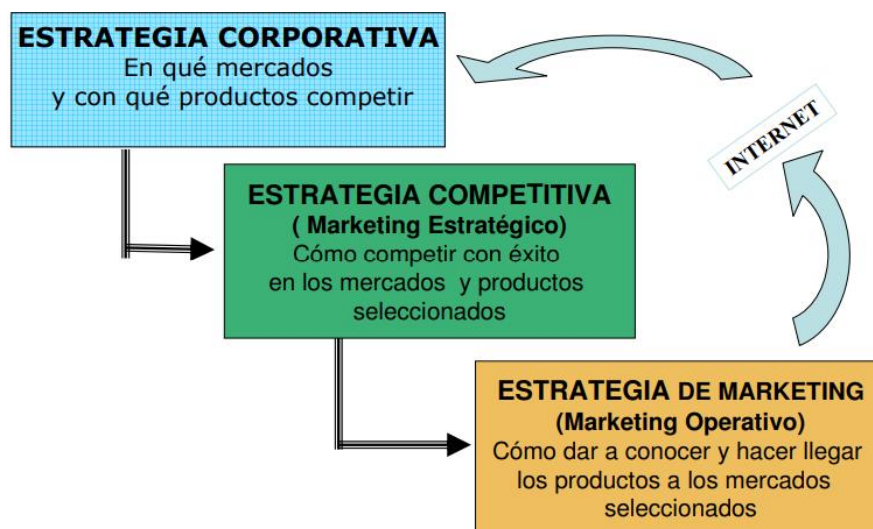 ESTRATEGIA CORPORATIVA
En qué mercados
y con qué productos competir
INTERNET
ESTRATEGIA COMPETITIVA
( Marketing Estratégico)
Cómo competir con éxito
en los mercados y productos
seleccionados
ESTRATEGIA DE MARKETING
(Marketing Operativo)
Cómo dar a conocer y hacer llegar
los productos a los mercados
seleccionados